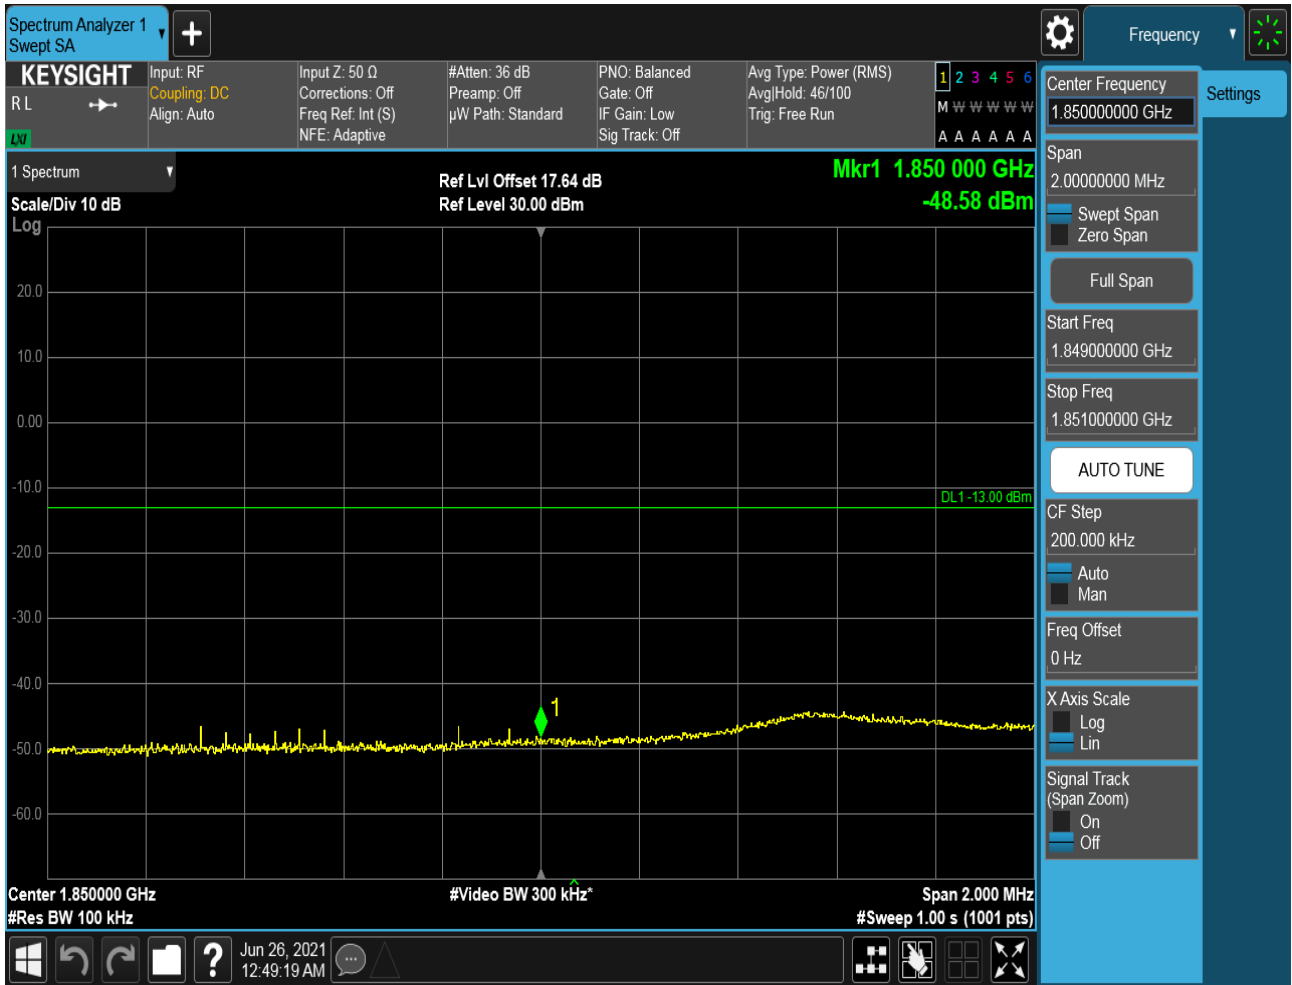 Spectrum Analyzer 1
Swept SA
Frequency
KEYSIGHT
R L
LXI
Input: RF
Coupling: DC
Align: Auto
Input Z: 50 Ω
Corrections: Off
Freq Ref: Int (S)
NFE: Adaptive
#Atten: 36 dB
Preamp: Off
µW Path: Standard
PNO: Balanced
Gate: Off
IF Gain: Low
Sig Track: Off
Avg Type: Power (RMS)
Avg|Hold: 46/100
Trig: Free Run
1 2 3 4 5 6
M W W W W W
A A A A A A
1 Spectrum
Scale/Div 10 dB
Log
Ref Lvl Offset 17.64 dB
Ref Level 30.00 dBm
Mkr1 1.850 000 GHz
-48.58 dBm
20.0
10.0
0.00
-10.0
DL1 -13.00 dBm
-20.0
-30.0
-40.0
1
-50.0
-60.0
Center 1.850000 GHz
#Video BW 300 kHz*
Span 2.000 MHz
#Res BW 100 kHz
#Sweep 1.00 s (1001 pts)
?
Jun 26, 2021
12:49:19 AM
Center Frequency
1.850000000 GHz
Settings
Span
2.00000000 MHz
Swept Span
Zero Span
Full Span
Start Freq
1.849000000 GHz
Stop Freq
1.851000000 GHz
AUTO TUNE
CF Step
200.000 kHz
Auto
Man
Freq Offset
0 Hz
X Axis Scale
Log
Lin
Signal Track
(Span Zoom)
On
Off